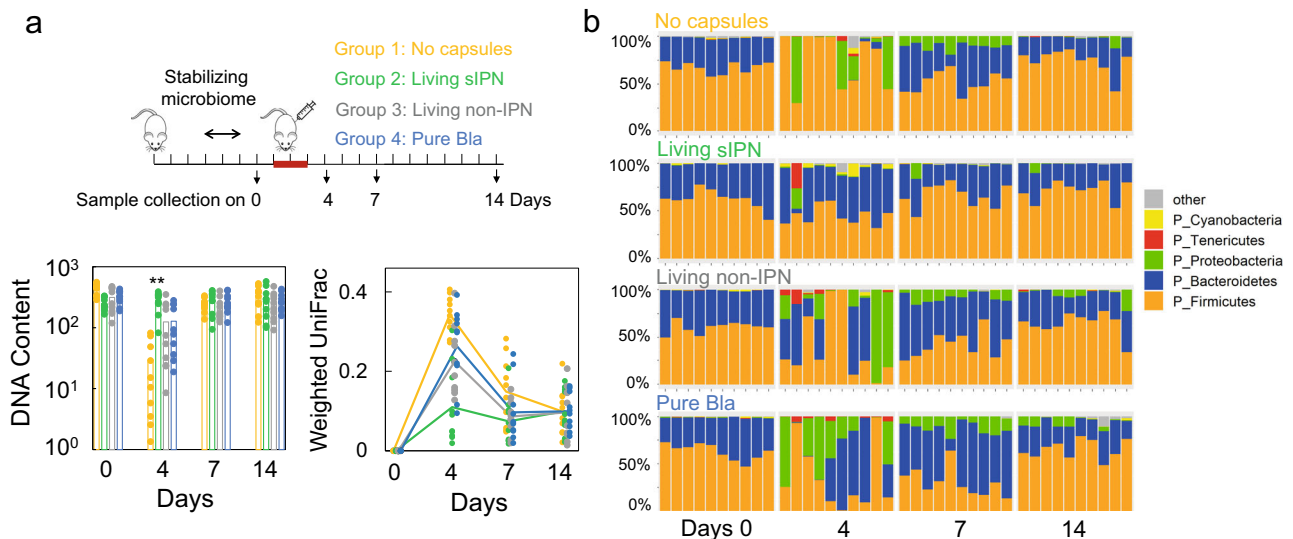 a
Group 1: No capsules
Group 2: Living sIPN
Group 3: Living non-IPN
Group 4: Pure Bla
Stabilizing
microbiome
Sample collection on 0 4 7 14 Days
DNA Content
10³
10²
10¹
10⁰
**
0 4 7 14
Days
Weighted UniFrac
0.4
0.2
0
0 4 7 14
Days
b
No capsules
100%
50%
0%
Living sIPN
100%
50%
0%
Living non-IPN
100%
50%
0%
Pure Bla
100%
50%
0%
Days 0 4 7 14
other
P_Cyanobacteria
P_Tenericutes
P_Proteobacteria
P_Bacteroidetes
P_Firmicutes